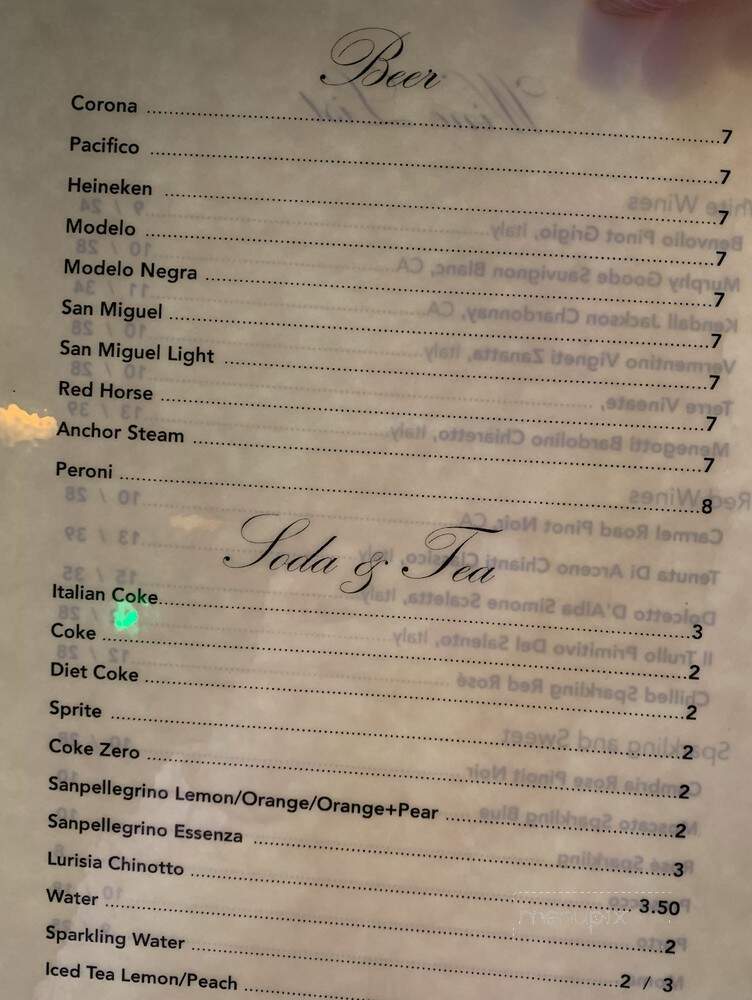 Beer
Corona ........ 7
Pacifico ........ 7
Heineken ........ 7
Modelo ........ 7
Modelo Negra ........ 7
San Miguel ........ 7
San Miguel Light ........ 7
Red Horse ........ 7
Anchor Steam ........ 7
Peroni ........ 8
Soda & Tea
Italian Coke ........ 3
Coke ........ 2
Diet Coke ........ 2
Sprite ........ 2
Coke Zero ........ 2
Sanpellegrino Lemon/Orange/Orange+Pear ........ 2
Sanpellegrino Essenza ........ 3
Lurisia Chinotto ........ 3.50
Water ........ 2
Sparkling Water ........ 2 / 3
Iced Tea Lemon/Peach ........
menupix